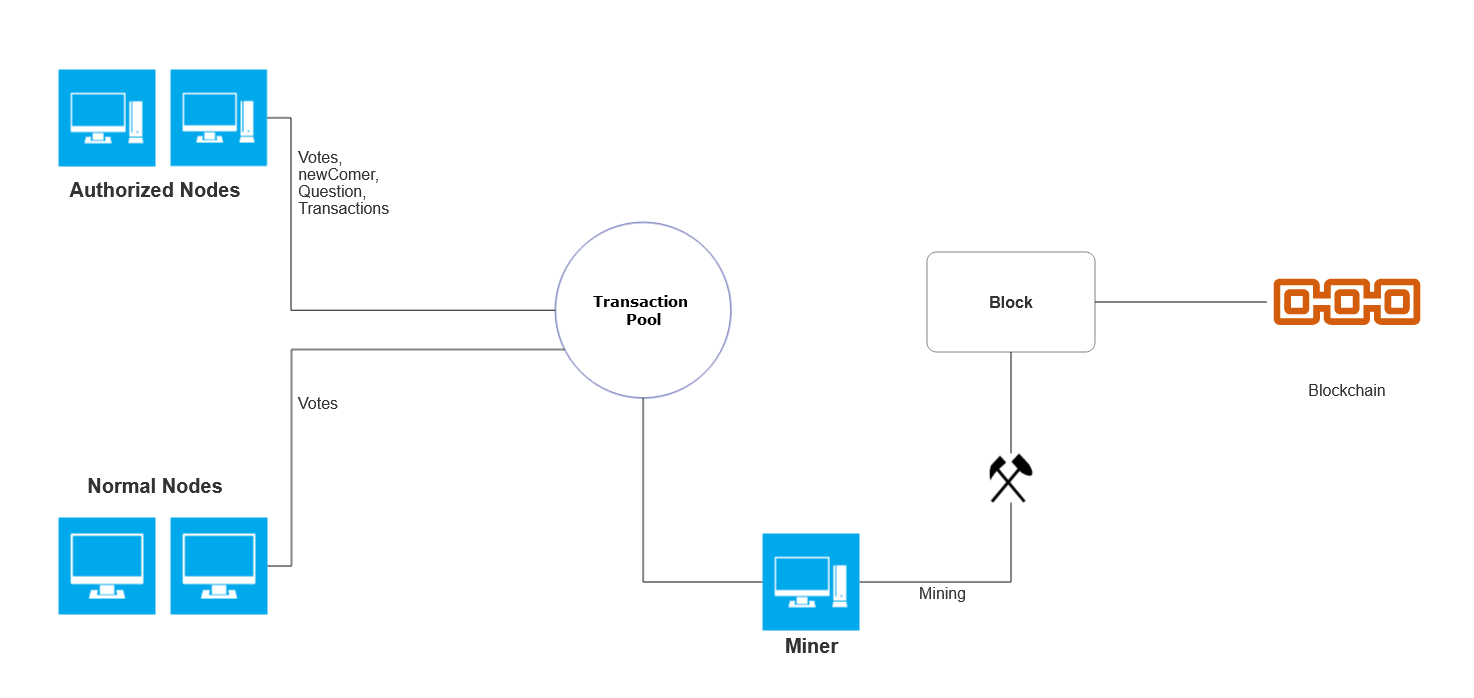 Authorized Nodes
Votes,
newComer,
Question,
Transactions
Transaction
Pool
Block
Blockchain
Votes
Normal Nodes
Mining
Miner